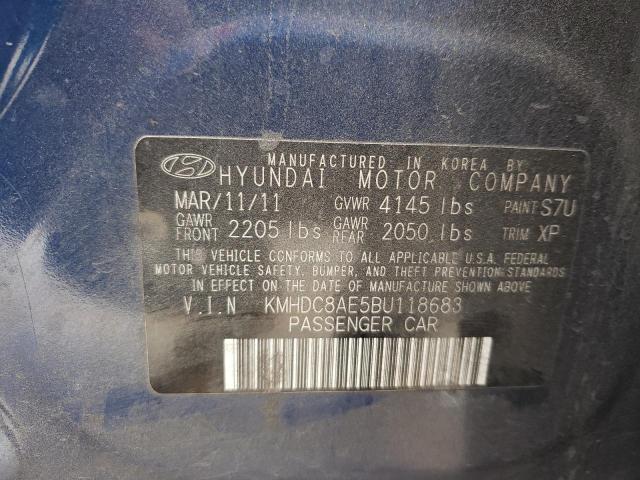 MANUFACTURED IN KOREA BY
HYUNDAI MOTOR COMPANY
MAR/11/11 GVWR 4145 lbs PAINT S7U
GAWR FRONT 2205 lbs GAWR REAR 2050 lbs TRIM XP
THIS VEHICLE CONFORMS TO ALL APPLICABLE U.S.A. FEDERAL
MOTOR VEHICLE SAFETY, BUMPER, AND THEFT PREVENTION STANDARDS
IN EFFECT ON THE DATE OF MANUFACTURE SHOWN ABOVE
V.I.N KMHDC8AE5BU118683
PASSENGER CAR